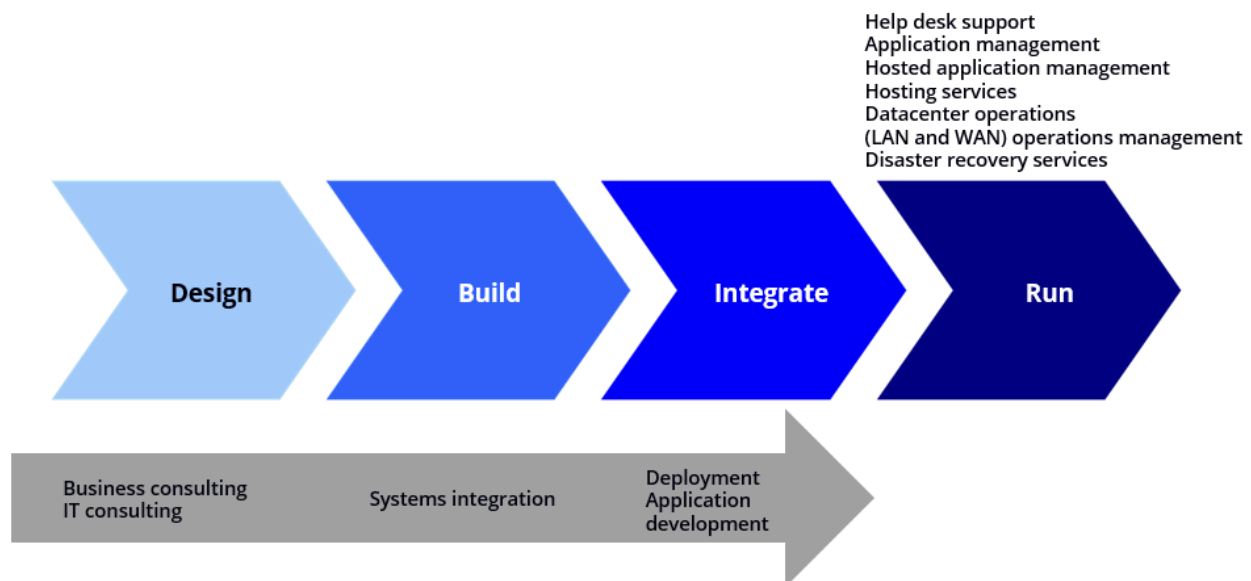 Help desk support
Application management
Hosted application management
Hosting services
Datacenter operations
(LAN and WAN) operations management
Disaster recovery services
Design
Build
Integrate
Run
Business consulting
IT consulting
Systems integration
Deployment
Application
development